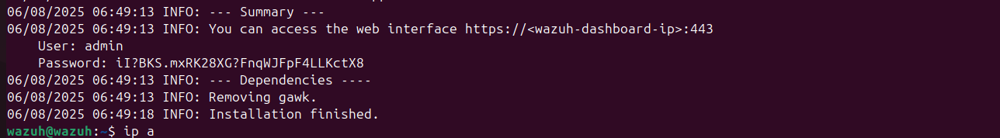 06/08/2025 06:49:13 INFO: --- Summary ---
06/08/2025 06:49:13 INFO: You can access the web interface https://<wazuh-dashboard-ip>:443
    User: admin
    Password: iI?BKS.mxRK28XG?FnqWJFpF4LLKctX8
06/08/2025 06:49:13 INFO: --- Dependencies ----
06/08/2025 06:49:13 INFO: Removing gawk.
06/08/2025 06:49:18 INFO: Installation finished.
wazuh@wazuh:~$ ip a